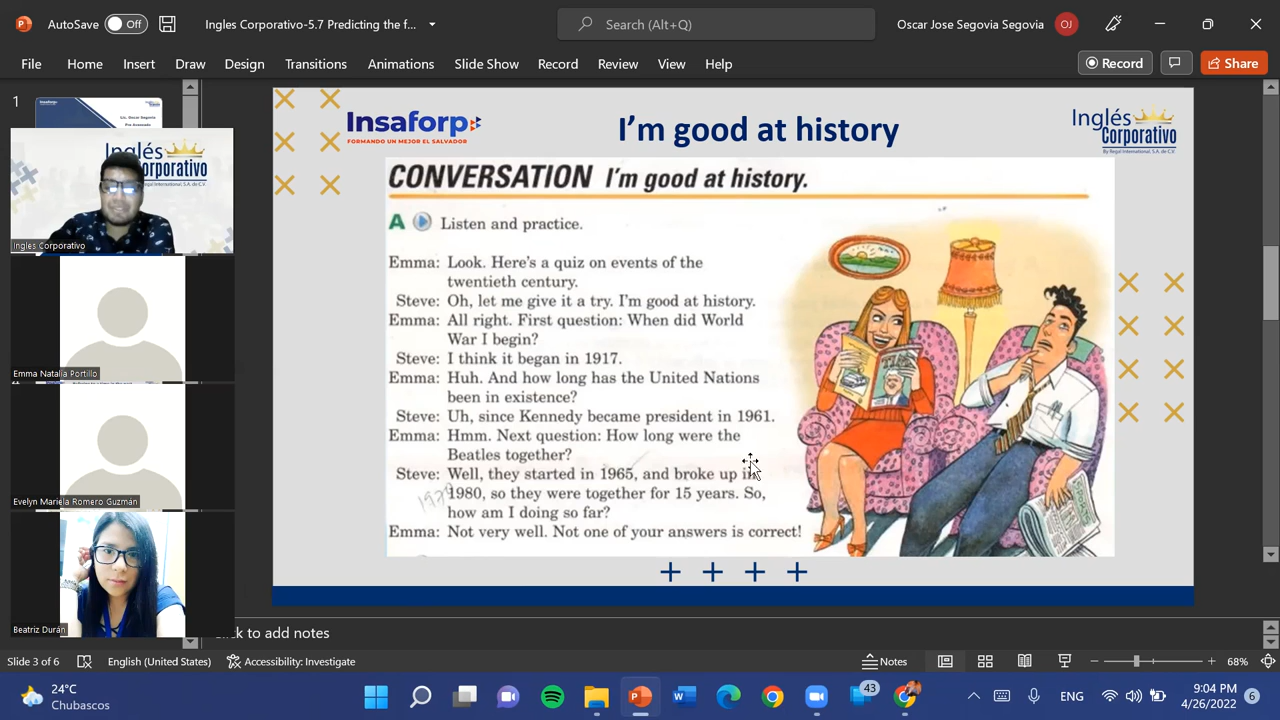 AutoSave Off Ingles Corporativo-5.7 Predicting the f... Search (Alt+Q) Oscar Jose Segovia Segovia OJ
File Home Insert Draw Design Transitions Animations Slide Show Record Review View Help Record Share
1
Insaforp
FORMANDO UN MEJOR EL SALVADOR
I'm good at history
Inglés
Corporativo
By Regal International, S.A. de C.V.
CONVERSATION I'm good at history.
A Listen and practice.
Emma: Look. Here's a quiz on events of the
twentieth century.
Steve: Oh, let me give it a try. I'm good at history.
Emma: All right. First question: When did World
War I begin?
Steve: I think it began in 1917.
Emma: Huh. And how long has the United Nations
been in existence?
Steve: Uh, since Kennedy became president in 1961.
Emma: Hmm. Next question: How long were the
Beatles together?
Steve: Well, they started in 1965, and broke up in
1980, so they were together for 15 years. So,
how am I doing so far?
Emma: Not very well. Not one of your answers is correct!
Inglés
Ingles Corporativo
Emma Natalia Portillo
Evelyn Mariela Romero Guzmán
Beatriz Durán
Click to add notes
Slide 3 of 6 English (United States) Accessibility: Investigate Notes 68%
24°C
Chubascos
43
ENG
9:04 PM
4/26/2022
6